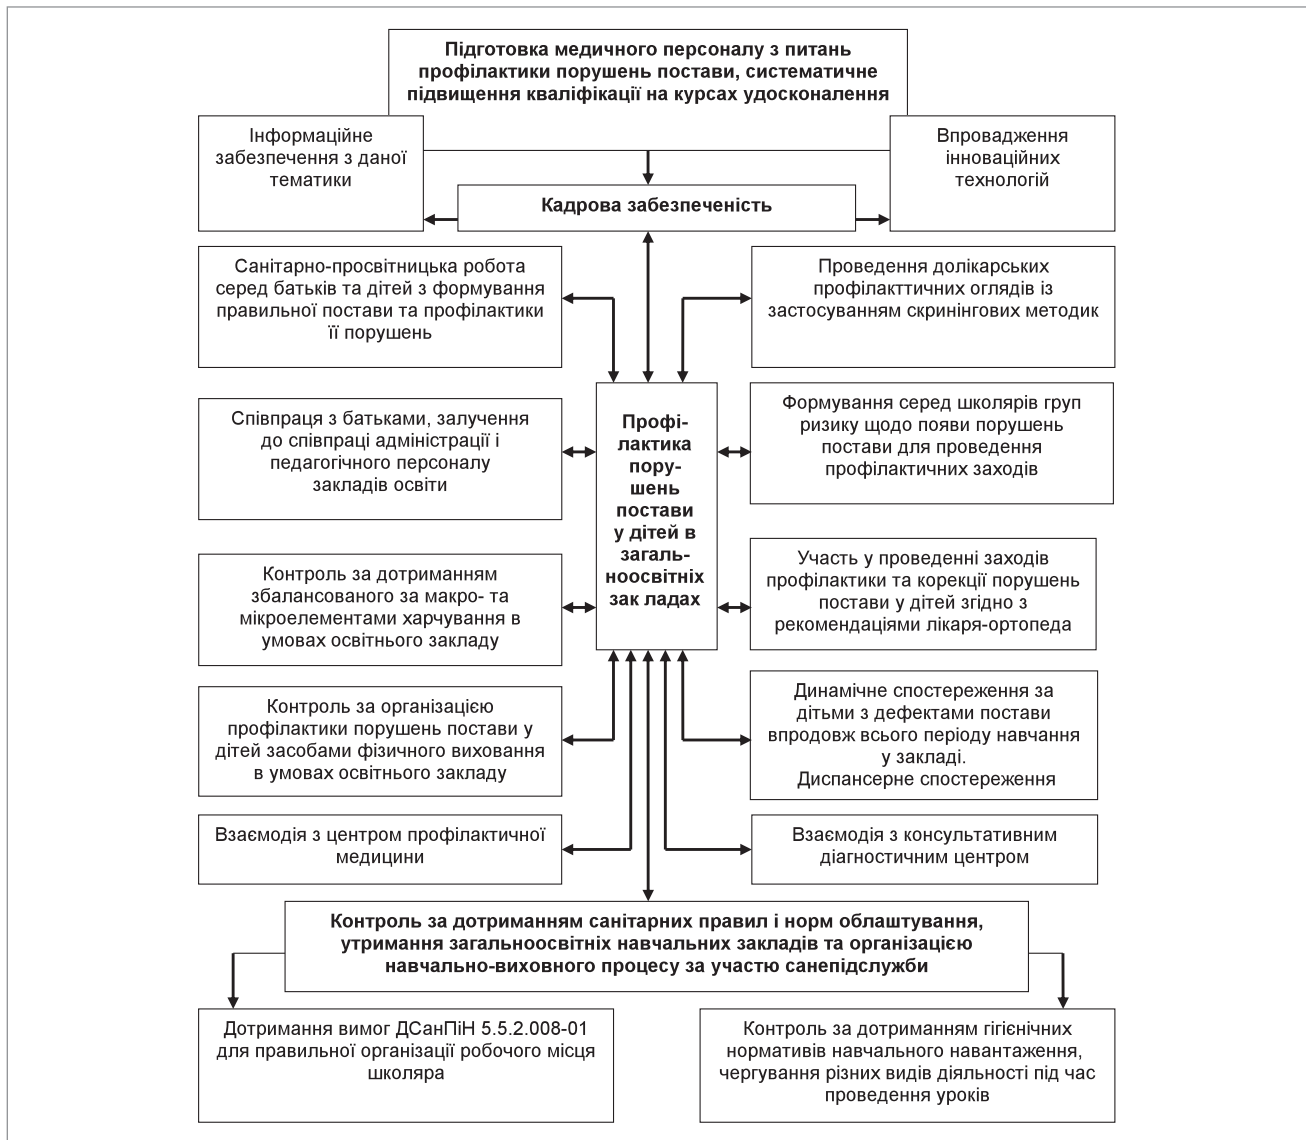 Підготовка медичного персоналу з питань
профілактики порушень постави, систематичне
підвищення кваліфікації на курсах удосконалення
Інформаційне
забезпечення з даної
тематики
Впровадження
інноваційних
технологій
Кадрова забезпеченість
Санітарно-просвітницька робота
серед батьків та дітей з формування
правильної постави та профілактики
її порушень
Проведення долікарських
профілакттичних оглядів із
застосуванням скринінгових методик
Співпраця з батьками, залучення
до співпраці адміністрації і
педагогічного персоналу
закладів освіти
Профі-
лактика
пору-
шень
постави
у дітей в
загаль-
ноосвітніх
зак ладах
Формування серед школярів груп
ризику щодо появи порушень
постави для проведення
профілактичних заходів
Контроль за дотриманням
збалансованого за макро- та
мікроелементами харчування в
умовах освітнього закладу
Участь у проведенні заходів
профілактики та корекції порушень
постави у дітей згідно з
рекомендаціями лікаря-ортопеда
Контроль за організацією
профілактики порушень постави у
дітей засобами фізичного виховання
в умовах освітнього закладу
Динамічне спостереження за
дітьми з дефектами постави
впродовж всього періоду навчання
у закладі.
Диспансерне спостереження
Взаємодія з центром профілактичної
медицини
Взаємодія з консультативним
діагностичним центром
Контроль за дотриманням санітарних правил і норм облаштування,
утримання загальноосвітніх навчальних закладів та організацією
навчально-виховного процесу за участю санепідслужби
Дотримання вимог ДСанПіН 5.5.2.008-01
для правильної організації робочого місця
школяра
Контроль за дотриманням гігієнічних
нормативів навчального навантаження,
чергування різних видів діяльності під час
проведення уроків